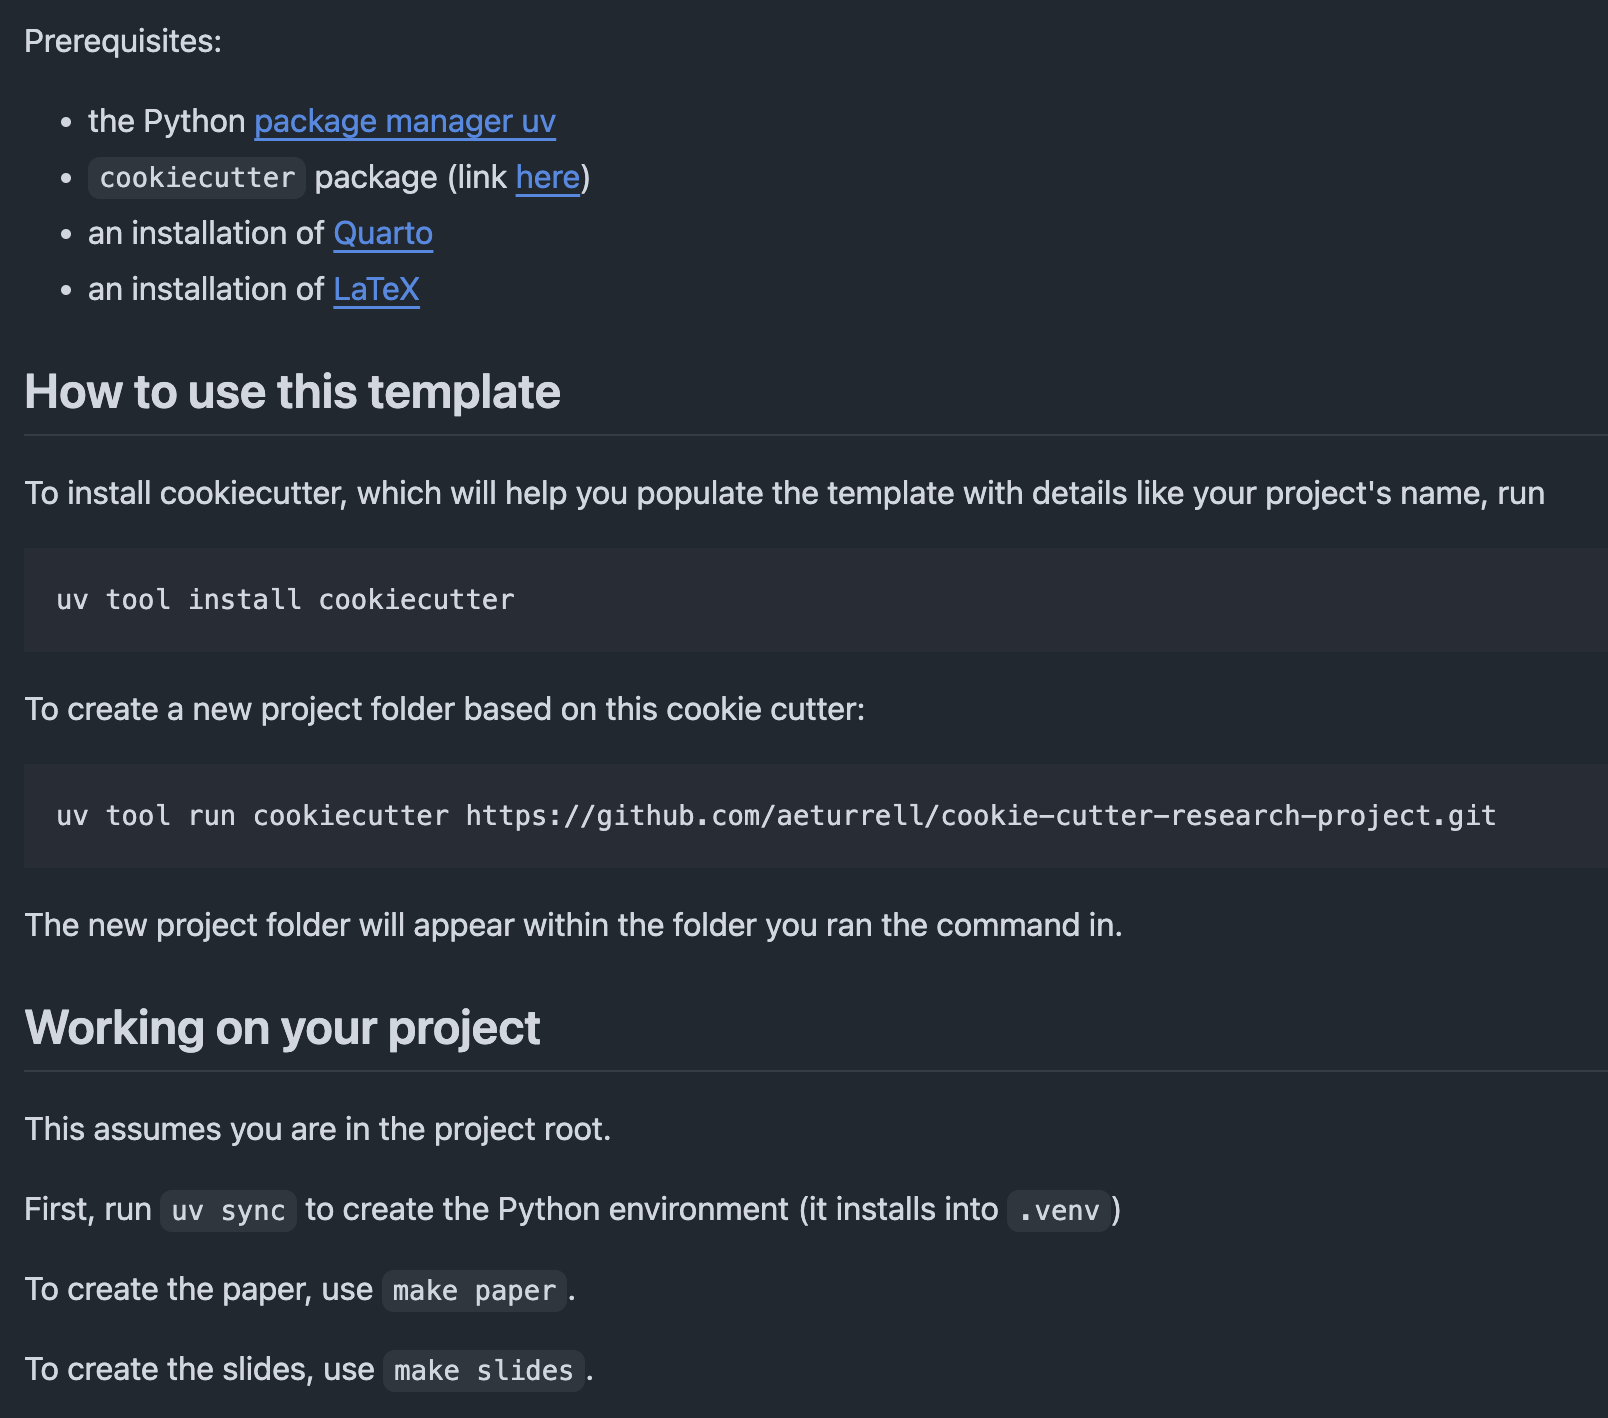 Prerequisites:
• the Python package manager uv
• cookiecutter package (link here)
• an installation of Quarto
• an installation of LaTeX
How to use this template
To install cookiecutter, which will help you populate the template with details like your project's name, run
uv tool install cookiecutter
To create a new project folder based on this cookie cutter:
uv tool run cookiecutter https://github.com/aeturrell/cookie-cutter-research-project.git
The new project folder will appear within the folder you ran the command in.
Working on your project
This assumes you are in the project root.
First, run uv sync to create the Python environment (it installs into .venv)
To create the paper, use make paper.
To create the slides, use make slides.